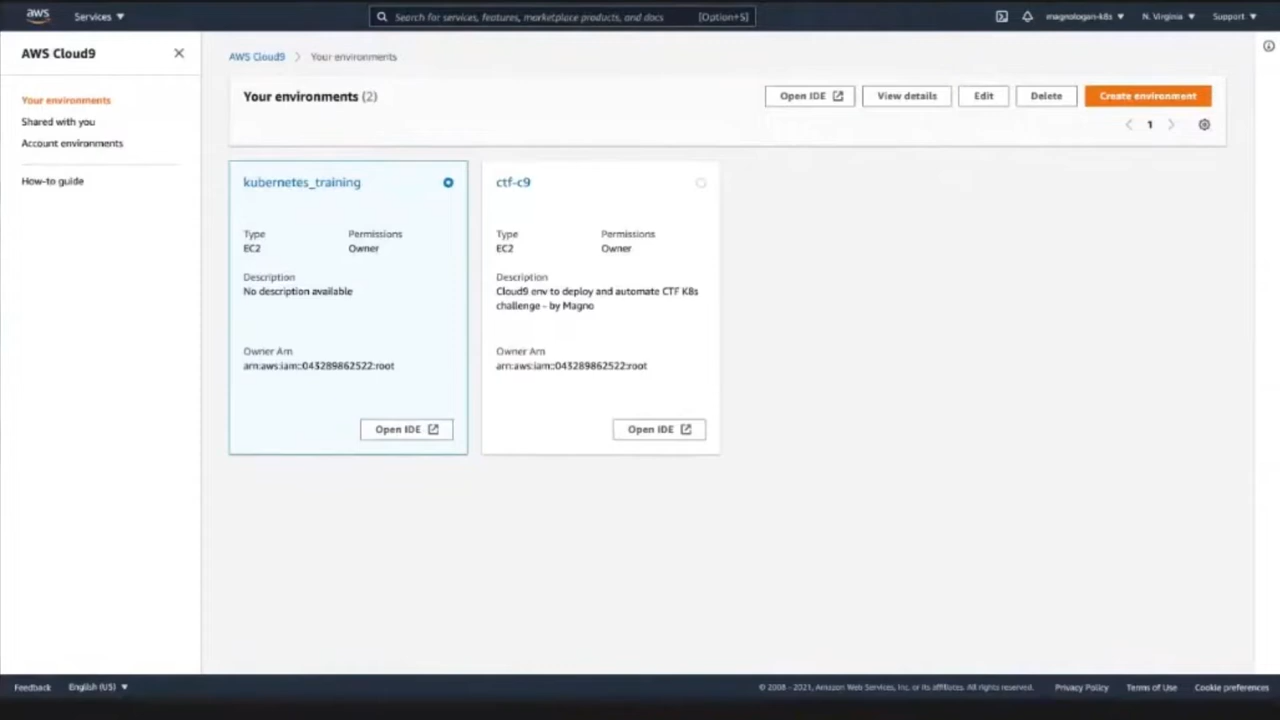 aws Services ▼ Search for services, features, marketplace products, and docs [Option+S] magnologan-k8s ▼ N. Virginia ▼ Support ▼
AWS Cloud9
Your environments
Shared with you
Account environments
How-to guide
AWS Cloud9 > Your environments
Your environments (2) Open IDE View details Edit Delete Create environment
< 1 >
kubernetes_training
Type Permissions
EC2 Owner
Description
No description available
Owner Arn
arn:aws:iam::043289862522:root
Open IDE
ctf-c9
Type Permissions
EC2 Owner
Description
Cloud9 env to deploy and automate CTF K8s
challenge - by Magno
Owner Arn
arn:aws:iam::043289862522:root
Open IDE
Feedback English (US) ▼ © 2008 - 2021, Amazon Web Services, Inc. or its affiliates. All rights reserved. Privacy Policy Terms of Use Cookie preferences